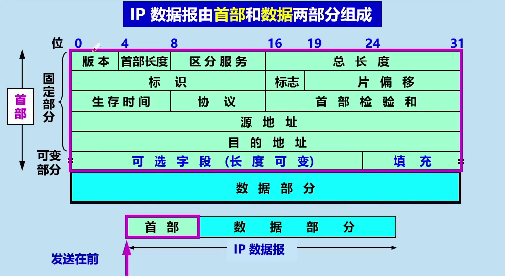 IP 数据报由首部和数据两部分组成
位 0 4 8 16 19 24 31
版本 首部长度 区分服务 总长度
标识 标志 片偏移
生存时间 协议 首部检验和
源地址
目的地址
可选字段 (长度可变) 填充
数据部分
首部
固定部分
可变部分
首部 数据部分
IP 数据报
发送在前